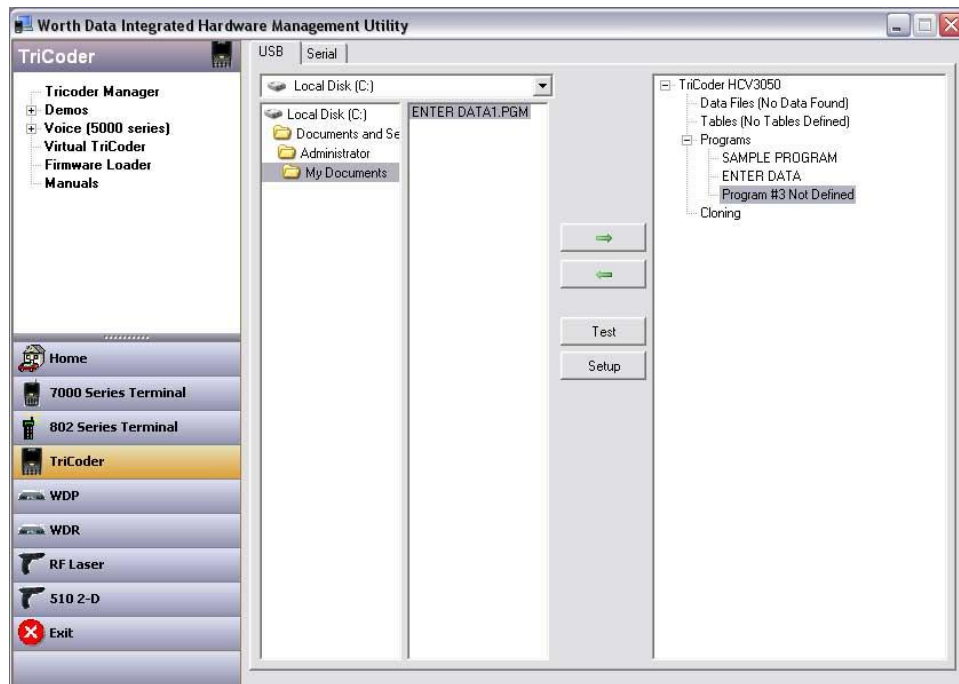 Worth Data Integrated Hardware Management Utility
TriCoder
Tricoder Manager
Demos
Voice (5000 series)
Virtual TriCoder
Firmware Loader
Manuals
Home
7000 Series Terminal
802 Series Terminal
TriCoder
WDP
WDR
RF Laser
510 2-D
Exit
USB
Serial
Local Disk (C:)
Local Disk (C:)
Documents and Se
Administrator
My Documents
ENTER DATA1.PGM
Test
Setup
TriCoder HCV3050
Data Files (No Data Found)
Tables (No Tables Defined)
Programs
SAMPLE PROGRAM
ENTER DATA
Program #3 Not Defined
Cloning